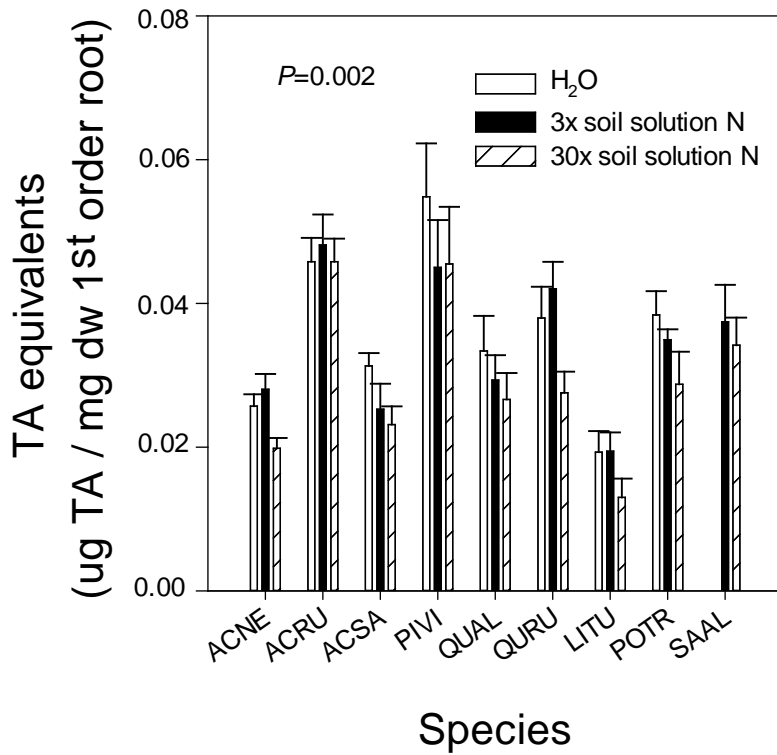 TA equivalents
(ug TA / mg dw 1st order root)
0.08
0.06
0.04
0.02
0.00
P=0.002
H2O
3x soil solution N
30x soil solution N
ACNE
ACRU
ACSA
PIVI
QUAL
QURU
LITU
POTR
SAAL
Species